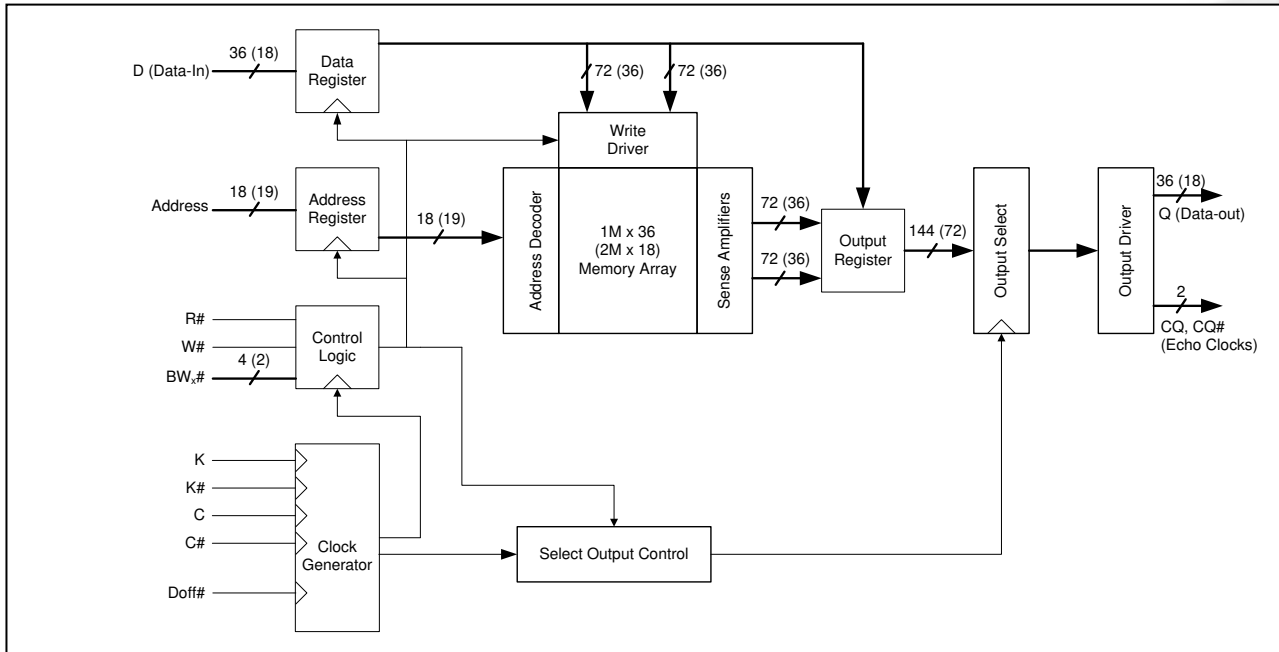 36 (18)
D (Data-In)
Data
Register
72 (36)
72 (36)
Write
Driver
18 (19)
Address
Address
Register
18 (19)
Address Decoder
1M x 36
(2M x 18)
Memory Array
Sense Amplifiers
72 (36)
72 (36)
Output
Register
144 (72)
Output Select
Output Driver
36 (18)
Q (Data-out)
2
CQ, CQ#
(Echo Clocks)
R#
W#
4 (2)
BWx#
Control
Logic
K
K#
C
C#
Doff#
Clock
Generator
Select Output Control